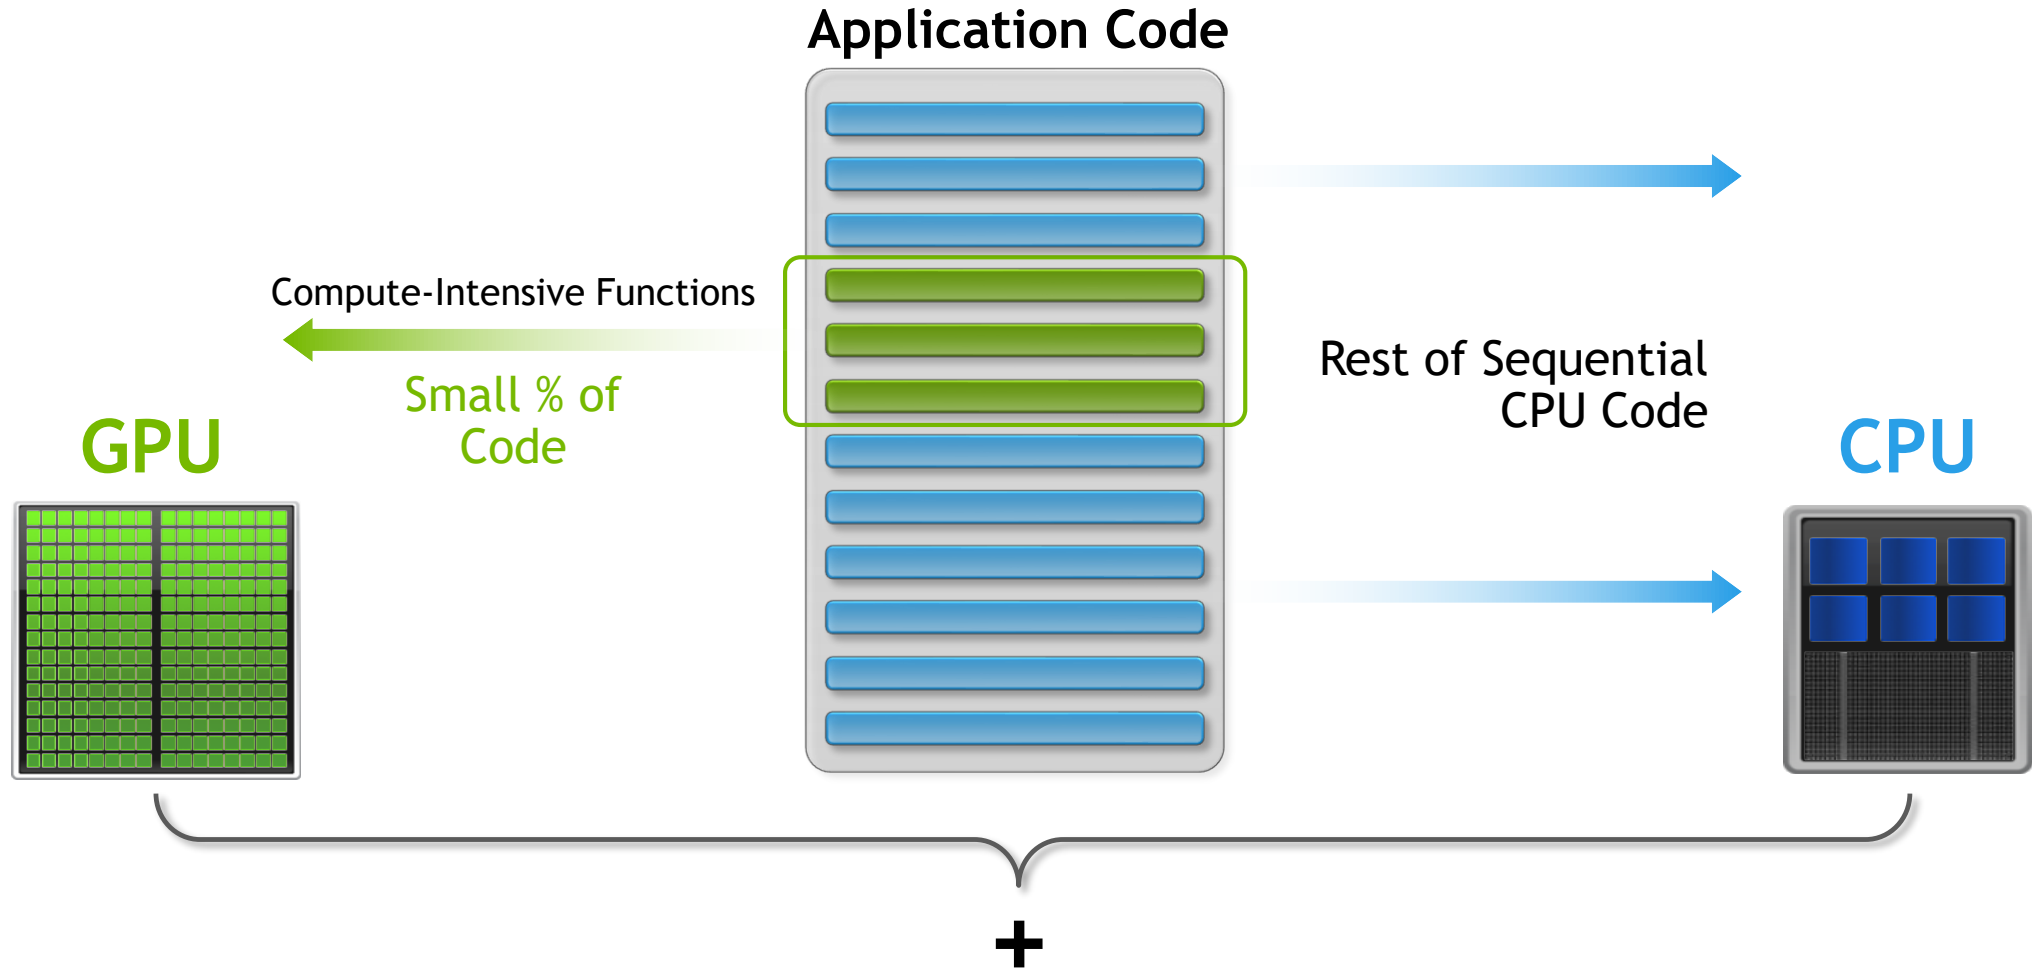 Application Code
Compute-Intensive Functions
Small % of
Code
GPU
Rest of Sequential
CPU Code
CPU
+